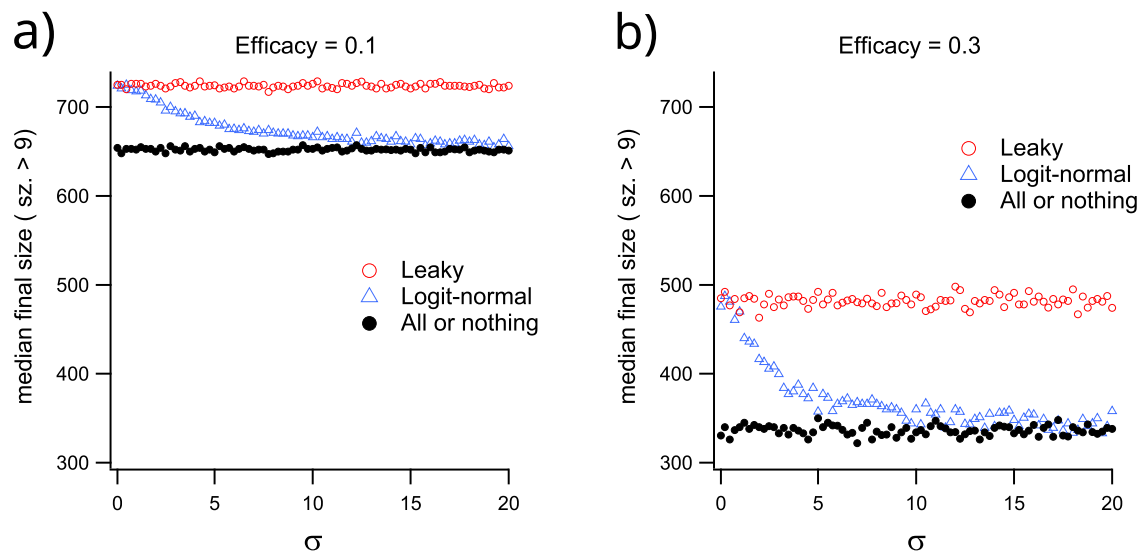 a)
Efficacy = 0.1
median final size ( sz. > 9)
700
600
500
400
300
Leaky
Logit-normal
All or nothing
0 5 10 15 20
σ
b)
Efficacy = 0.3
median final size ( sz. > 9)
700
600
500
400
300
Leaky
Logit-normal
All or nothing
0 5 10 15 20
σ